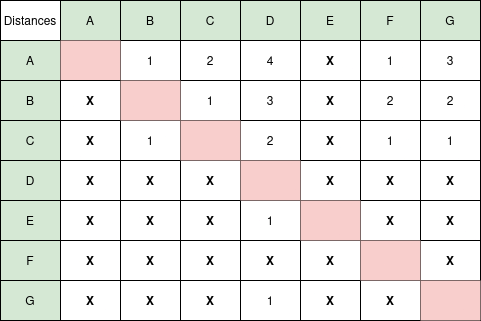 Distances A B C D E F G
A 1 2 4 X 1 3
B X 1 3 X 2 2
C X 1 2 X 1 1
D X X X X X X
E X X X 1 X X
F X X X X X X
G X X X 1 X X